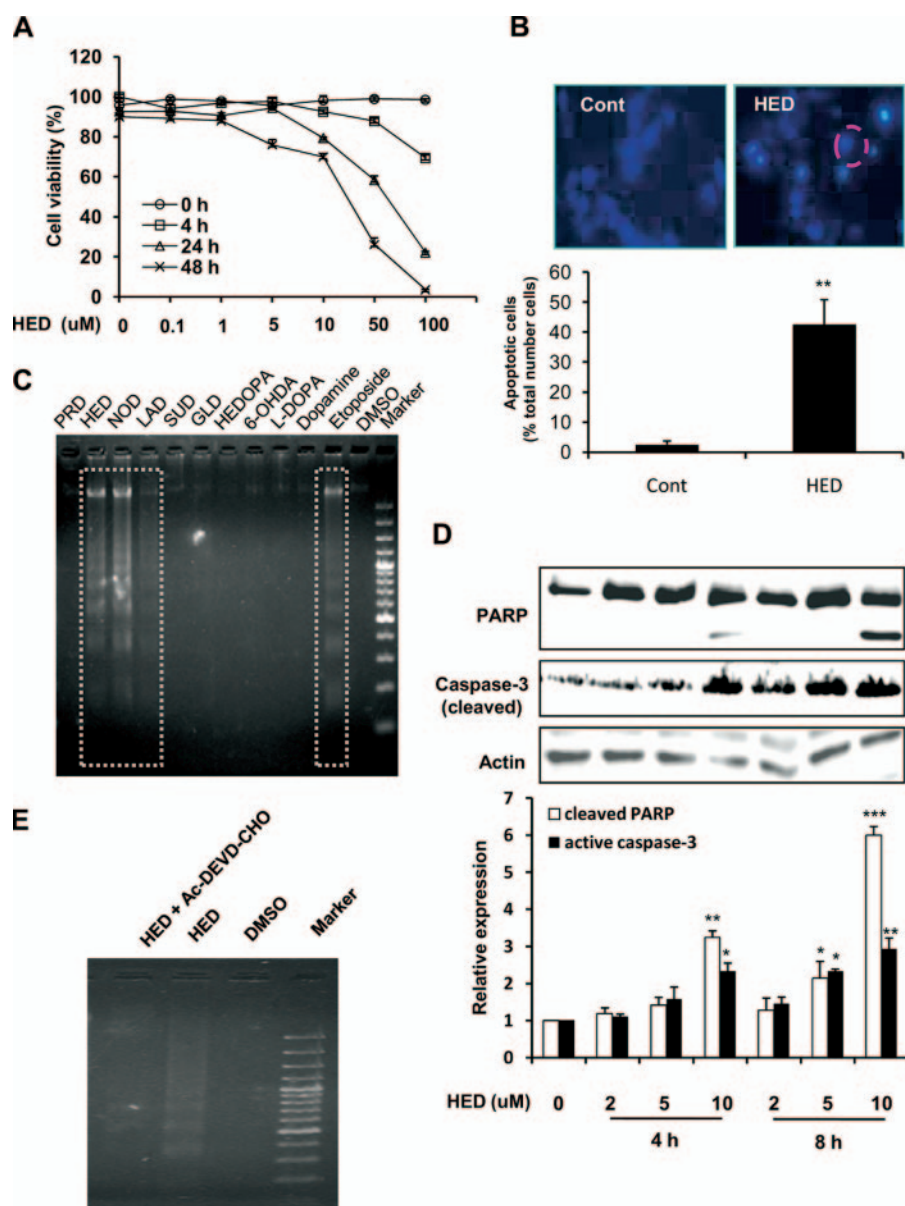 A
Cell viability (%)
120
100
80
60
40
20
0
0 h
4 h
24 h
48 h
HED (uM) 0 0.1 1 5 10 50 100
B
Cont HED
Apoptotic cells
(% total number cells)
60
50
40
30
20
10
0
**
Cont HED
C
PRD HED NOD LAD SUD GLD HEDOPA 6-OHDA L-DOPA Dopamine Etoposide DMSO Marker
D
PARP
Caspase-3
(cleaved)
Actin
Relative expression
7
6
5
4
3
2
1
0
cleaved PARP
active caspase-3
** * * * *** **
HED (uM) 0 2 5 10 2 5 10
4 h 8 h
E
HED + Ac-DEVD-CHO HED DMSO Marker